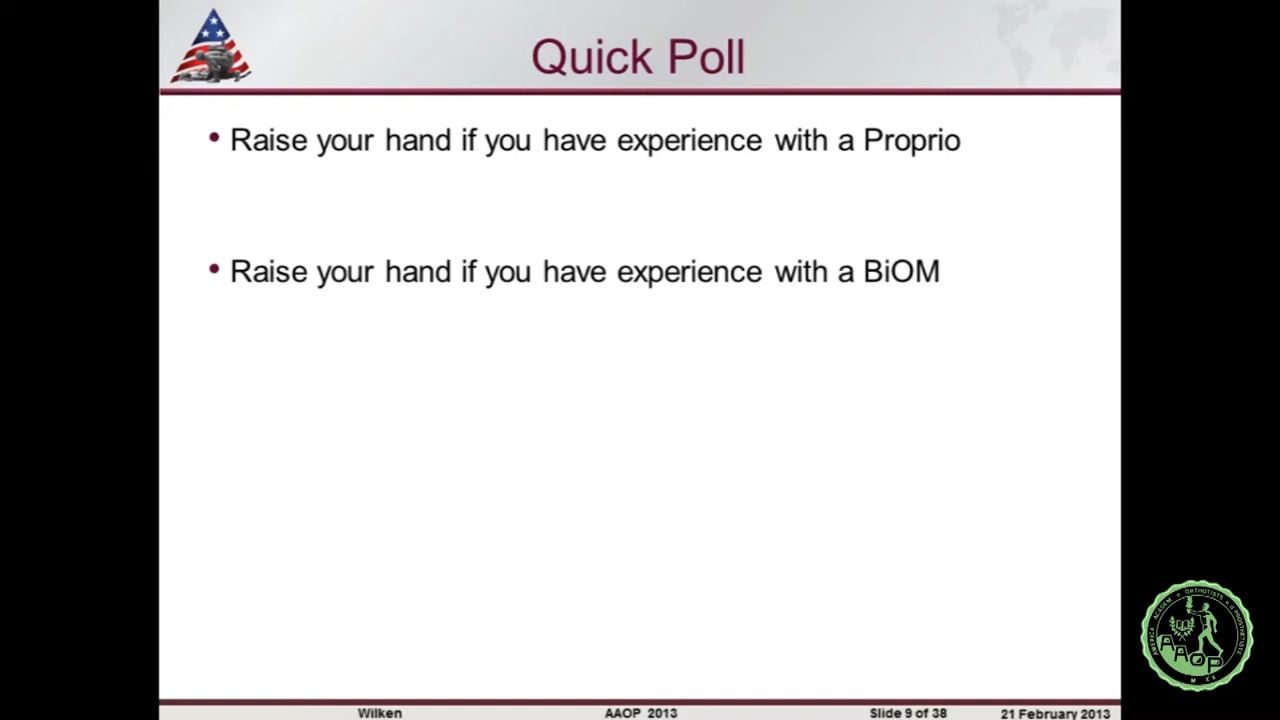 Quick Poll
• Raise your hand if you have experience with a Proprio
• Raise your hand if you have experience with a BiOM
Wilken AAOP 2013 Slide 9 of 38 21 February 2013
AAOP